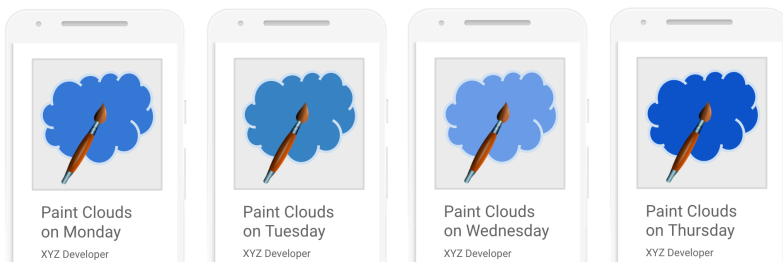 Paint Clouds
on Monday
XYZ Developer
Paint Clouds
on Tuesday
XYZ Developer
Paint Clouds
on Wednesday
XYZ Developer
Paint Clouds
on Thursday
XYZ Developer